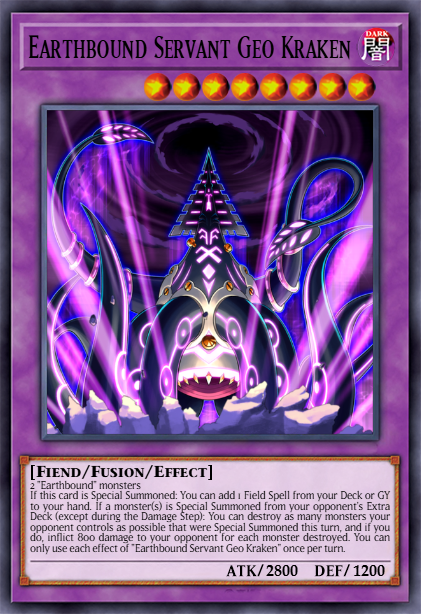 Earthbound Servant Geo Kraken
DARK
闇
[Fiend/Fusion/Effect]
2 "Earthbound" monsters
If this card is Special Summoned: You can add 1 Field Spell from your Deck or GY
to your hand. If a monster(s) is Special Summoned from your opponent's Extra
Deck (except during the Damage Step): You can destroy as many monsters your
opponent controls as possible that were Special Summoned this turn, and if you
do, inflict 800 damage to your opponent for each monster destroyed. You can
only use each effect of "Earthbound Servant Geo Kraken" once per turn.
ATK/2800 DEF/1200